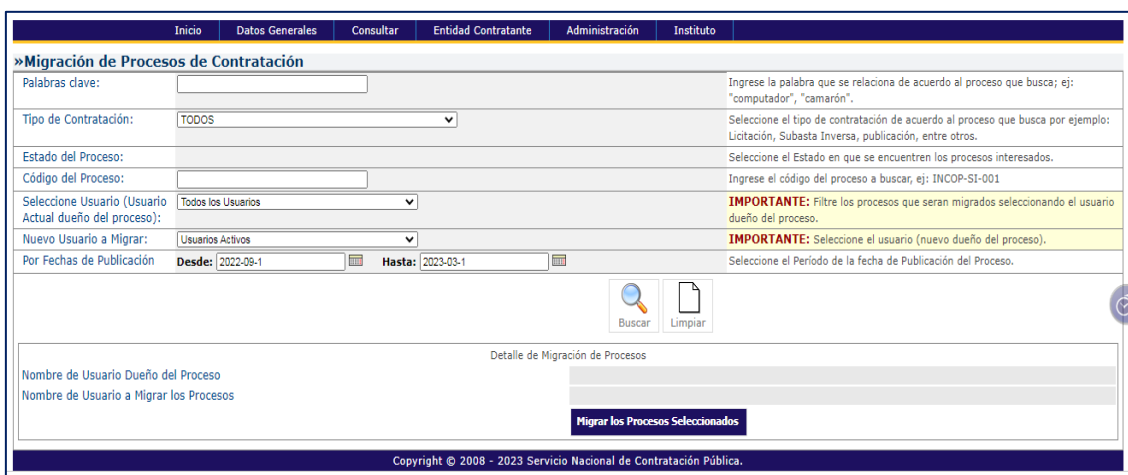 Inicio Datos Generales Consultar Entidad Contratante Administración Instituto
»Migración de Procesos de Contratación
Palabras clave:
Ingrese la palabra que se relaciona de acuerdo al proceso que busca; ej:
"computador", "camarón".
Tipo de Contratación:
TODOS
Seleccione el tipo de contratación de acuerdo al proceso que busca por ejemplo:
Licitación, Subasta Inversa, publicación, entre otros.
Estado del Proceso:
Seleccione el Estado en que se encuentren los procesos interesados.
Código del Proceso:
Ingrese el código del proceso a buscar, ej: INCOP-SI-001
Seleccione Usuario (Usuario
Actual dueño del proceso):
Todos los Usuarios
IMPORTANTE: Filtre los procesos que seran migrados seleccionando el usuario
dueño del proceso.
Nuevo Usuario a Migrar:
Usuarios Activos
IMPORTANTE: Seleccione el usuario (nuevo dueño del proceso).
Por Fechas de Publicación
Desde: 2022-09-1 Hasta: 2023-03-1
Seleccione el Período de la fecha de Publicación del Proceso.
Buscar Limpiar
Detalle de Migración de Procesos
Nombre de Usuario Dueño del Proceso
Nombre de Usuario a Migrar los Procesos
Migrar los Procesos Seleccionados
Copyright © 2008 - 2023 Servicio Nacional de Contratación Pública.